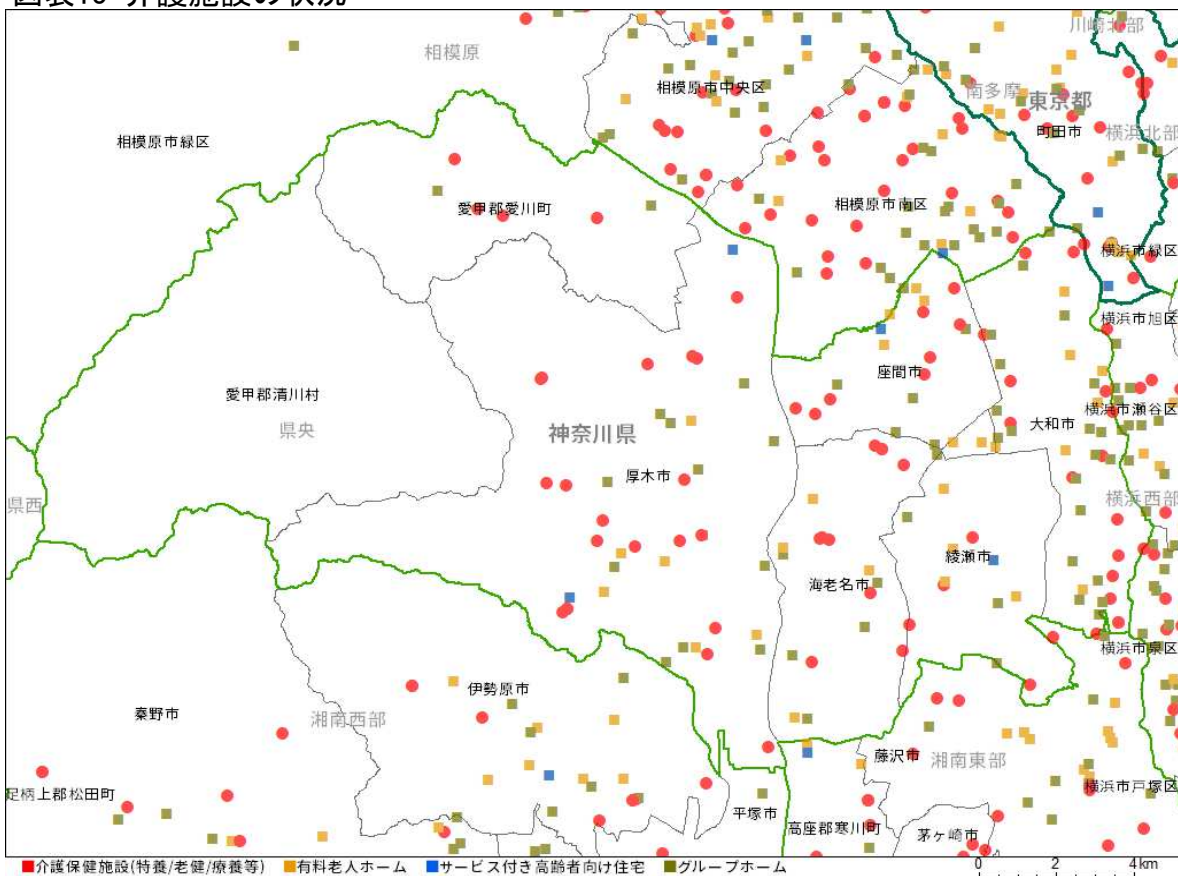 図表10 介護施設の状況
川崎北部
相模原
相模原市中央区
南多摩
東京都
町田市
横浜北部
相模原市緑区
愛甲郡愛川町
相模原市南区
横浜市緑区
横浜市旭区
座間市
愛甲郡清川村
横浜市瀬谷区
県央
神奈川県
大和市
厚木市
県西
横浜西部
海老名市
綾瀬市
横浜市泉区
伊勢原市
秦野市
湘南西部
藤沢市
湘南東部
足柄上郡松田町
横浜市戸塚区
平塚市
高座郡寒川町
茅ヶ崎市
介護保健施設(特養/老健/療養等) 有料老人ホーム サービス付き高齢者向け住宅 グループホーム
0 2 4km